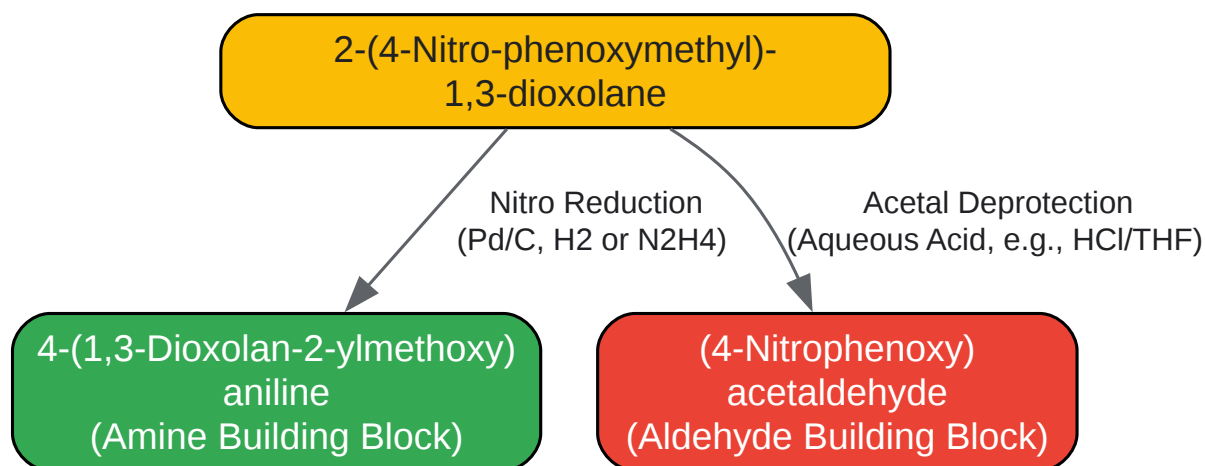 2-(4-Nitro-phenoxymethyl)-
1,3-dioxolane
Nitro Reduction
(Pd/C, H2 or N2H4)
Acetal Deprotection
(Aqueous Acid, e.g., HCl/THF)
4-(1,3-Dioxolan-2-ylmethoxy)
aniline
(Amine Building Block)
(4-Nitrophenoxy)
acetaldehyde
(Aldehyde Building Block)